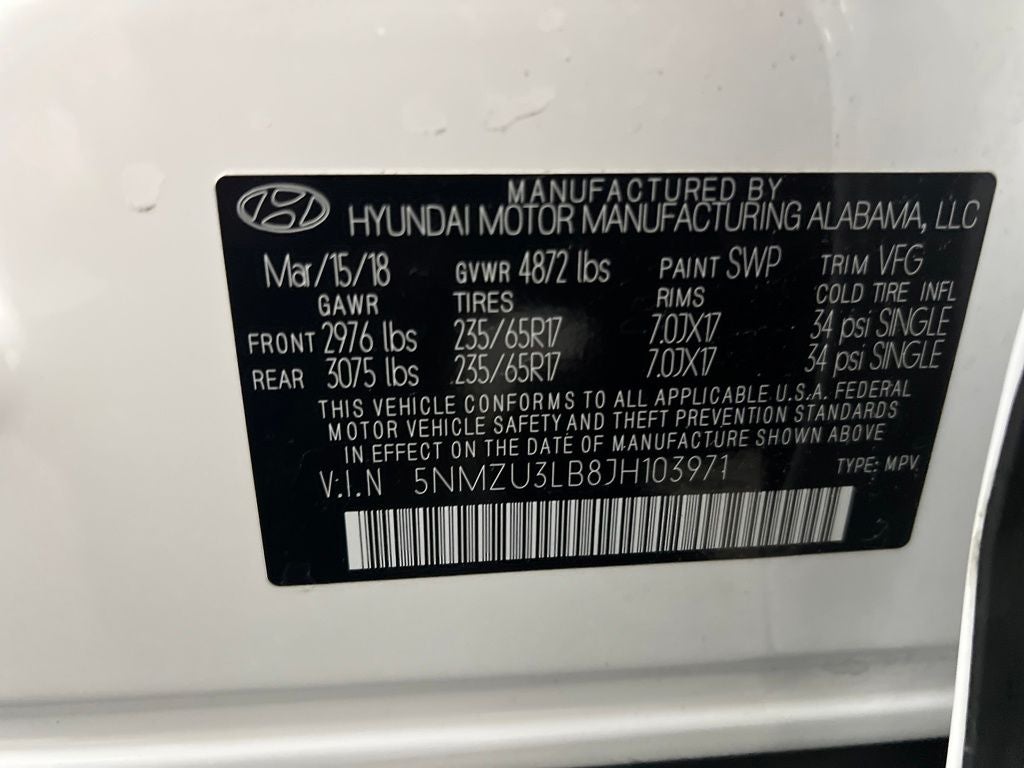 MANUFACTURED BY
HYUNDAI MOTOR MANUFACTURING ALABAMA, LLC
Mar/15/18 GVWR 4872 lbs PAINT SWP TRIM VFG
GAWR TIRES RIMS COLD TIRE INFL
FRONT 2976 lbs 235/65R17 7.0JX17 34 psi SINGLE
REAR 3075 lbs 235/65R17 7.0JX17 34 psi SINGLE
THIS VEHICLE CONFORMS TO ALL APPLICABLE U.S.A. FEDERAL
MOTOR VEHICLE SAFETY AND THEFT PREVENTION STANDARDS
IN EFFECT ON THE DATE OF MANUFACTURE SHOWN ABOVE
V.I.N 5NMZU3LB8JH103971 TYPE: MPV